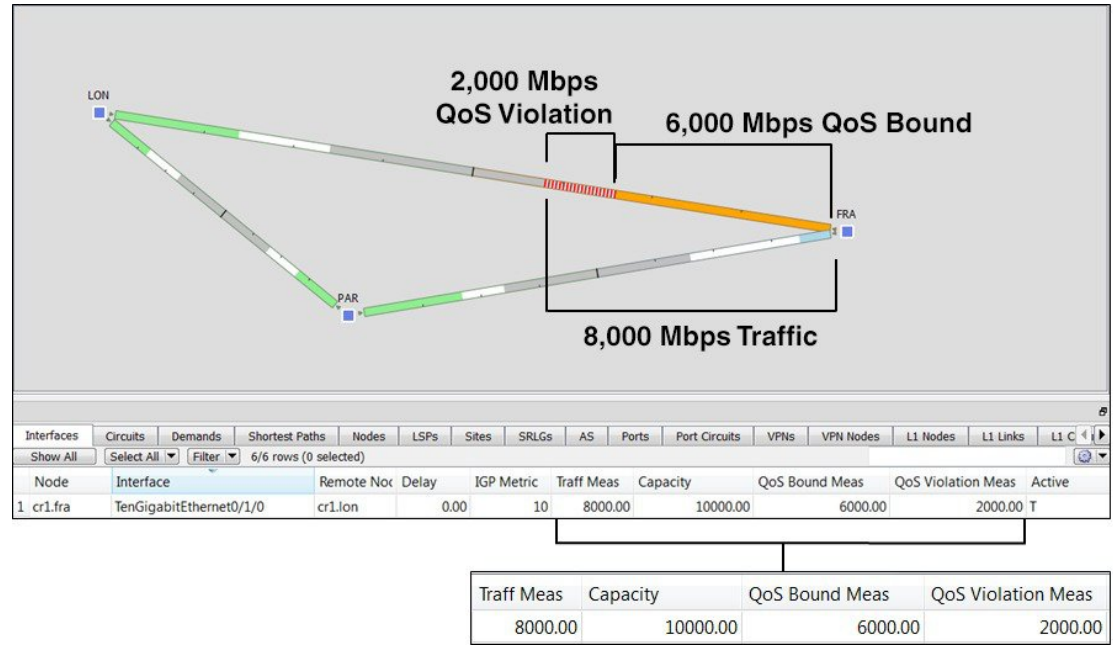 2,000 Mbps
QoS Violation
6,000 Mbps QoS Bound
LON
FRA
PAR
8,000 Mbps Traffic
Interfaces Circuits Demands Shortest Paths Nodes LSPs Sites SRLGs AS Ports Port Circuits VPNs VPN Nodes L1 Nodes L1 Links L1 C
Show All Select All Filter 6/6 rows (0 selected)
Node Interface Remote Noc Delay IGP Metric Traff Meas Capacity QoS Bound Meas QoS Violation Meas Active
1 cr1.fra TenGigabitEthernet0/1/0 cr1.lon 0.00 10 8000.00 10000.00 6000.00 2000.00 T
Traff Meas Capacity QoS Bound Meas QoS Violation Meas
8000.00 10000.00 6000.00 2000.00